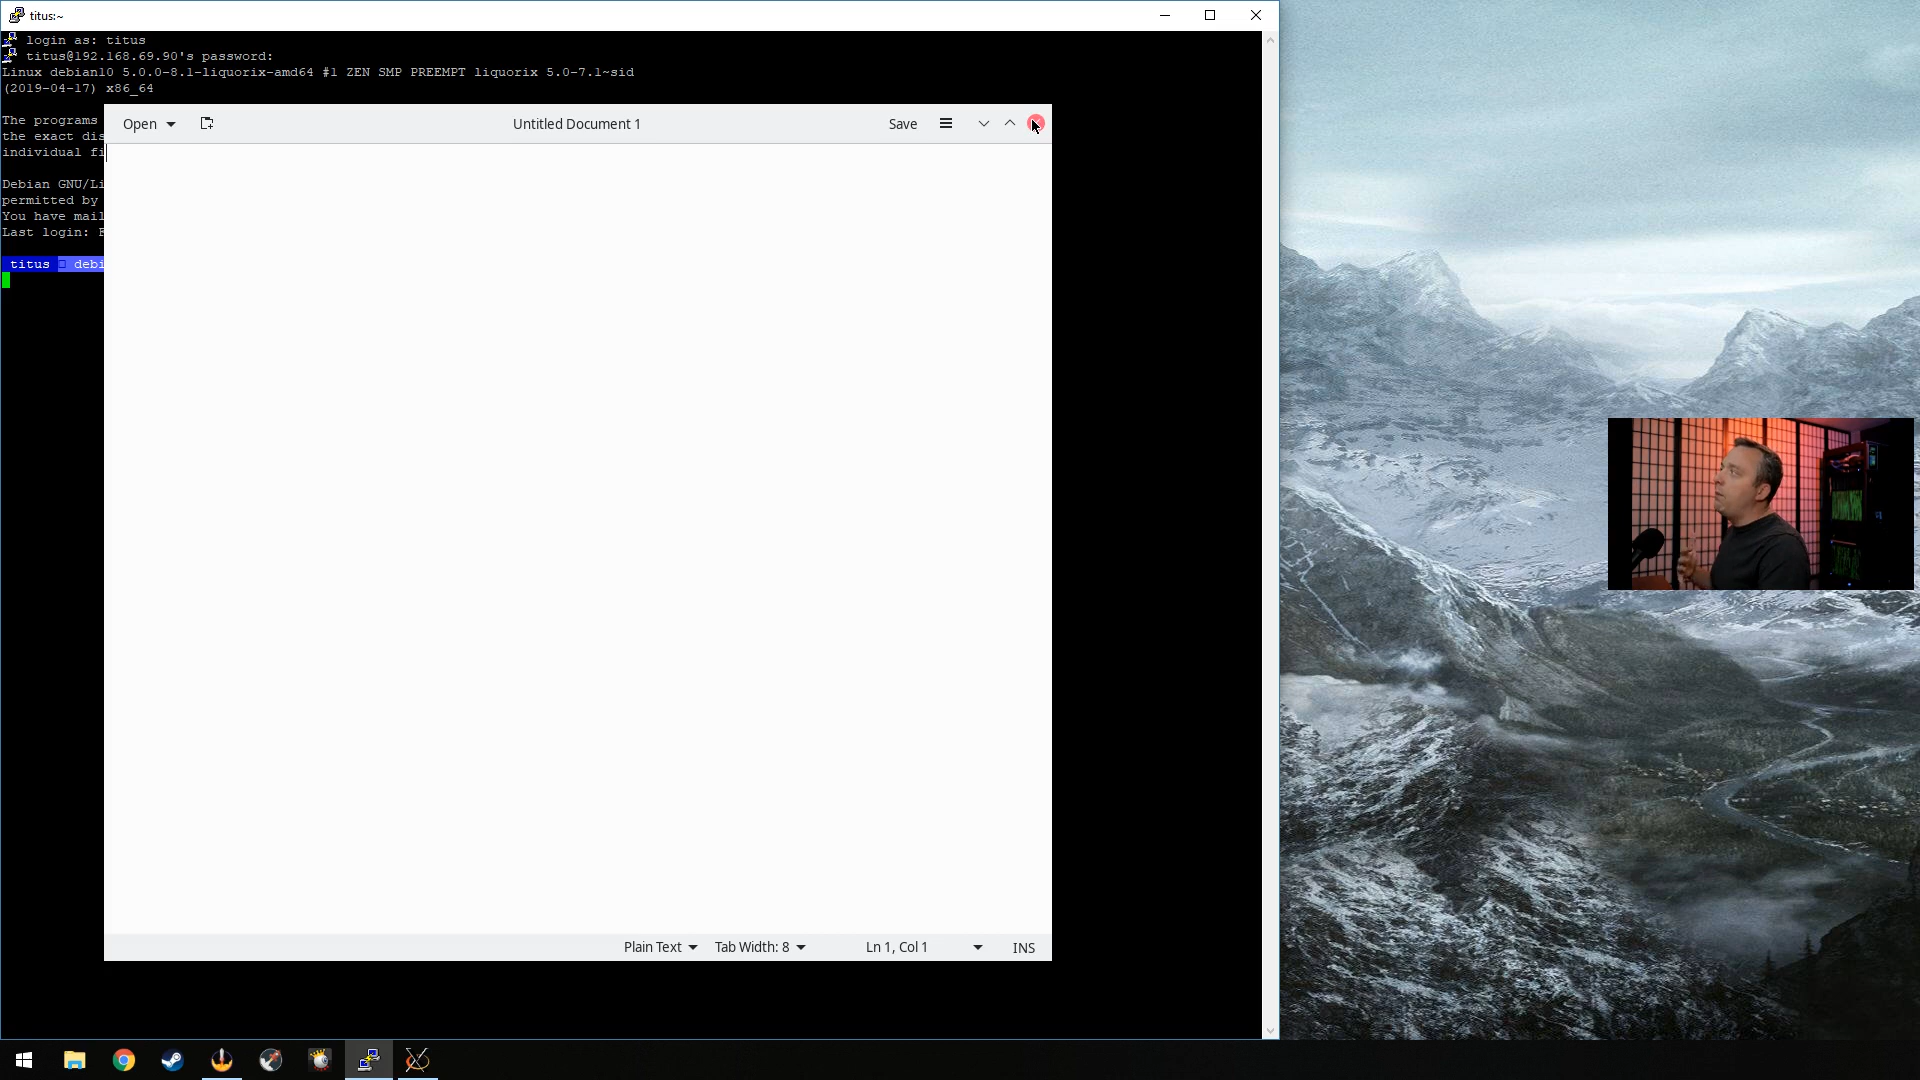 titus:~
login as: titus
titus@192.168.69.90's password:
Linux debian10 5.0.0-8.1-liquorix-amd64 #1 ZEN SMP PREEMPT liquorix 5.0-7.1~sid
(2019-04-17) x86_64
Open
Untitled Document 1
Save
The programs
the exact dis
individual fi
Debian GNU/Li
permitted by
You have mail
Last login:
titus debi
Plain Text
Tab Width: 8
Ln 1, Col 1
INS